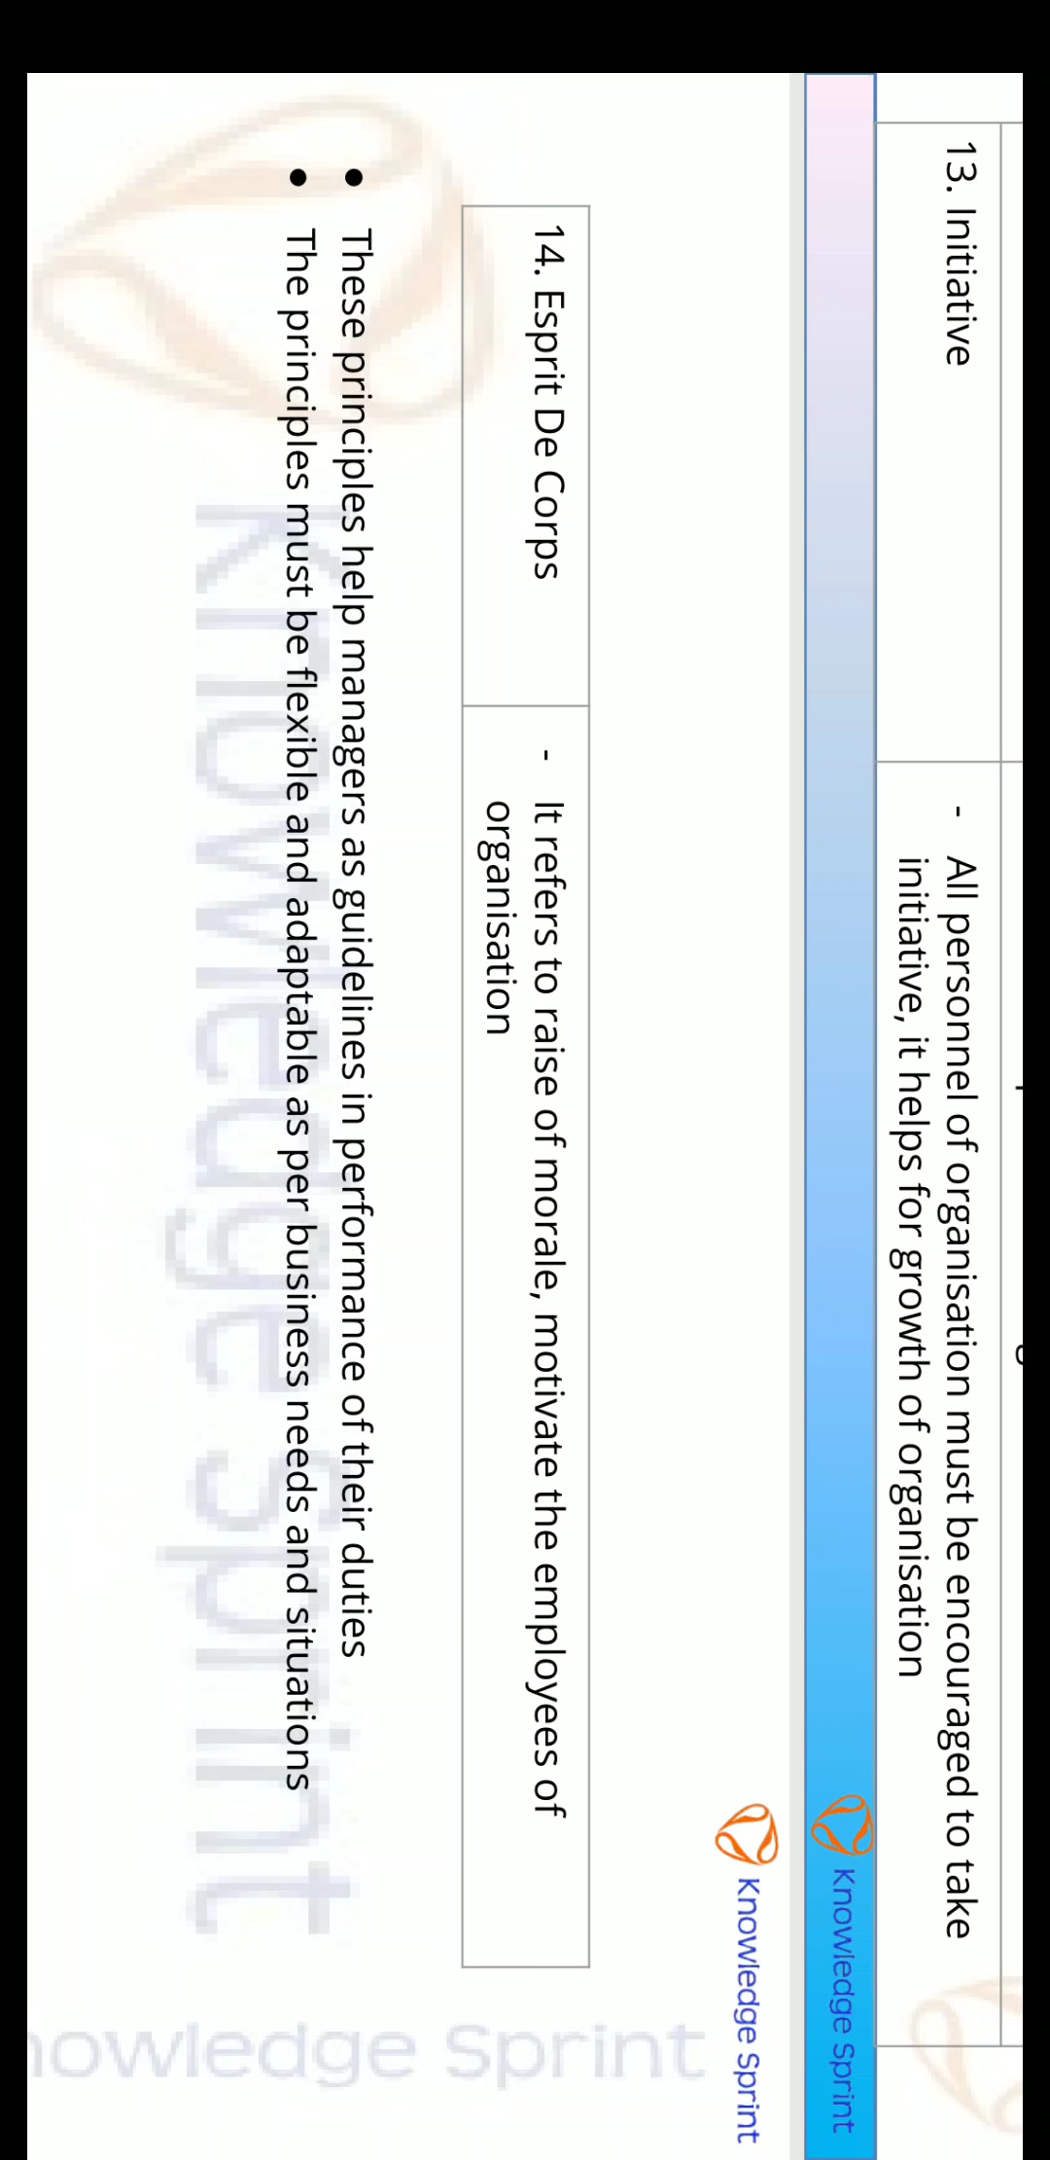 13. Initiative
- All personnel of organisation must be encouraged to take
initiative, it helps for growth of organisation
Knowledge Sprint
Knowledge Sprint
14. Esprit De Corps
- It refers to raise of morale, motivate the employees of
organisation
• These principles help managers as guidelines in performance of their duties
• The principles must be flexible and adaptable as per business needs and situations
Knowledge Sprint
nowledge Sprint